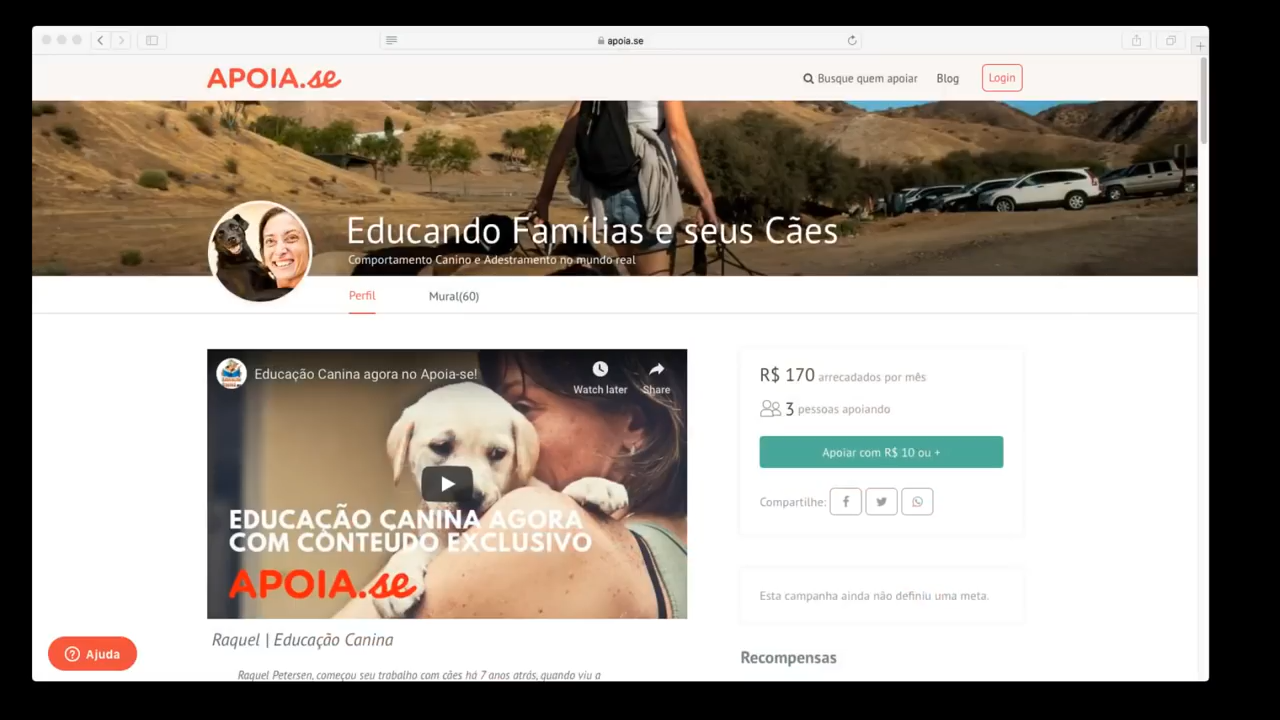 apoia.se
APOIA.se
Busque quem apoiar
Blog
Login
Educando Famílias e seus Cães
Comportamento Canino e Adestramento no mundo real
Perfil
Mural(60)
Educação Canina agora no Apoia-se!
Watch later
Share
EDUCAÇÃO CANINA AGORA
COM CONTEÚDO EXCLUSIVO
APOIA.se
R$ 170 arrecadados por mês
3 pessoas apoiando
Apoiar com R$ 10 ou +
Compartilhe:
Esta campanha ainda não definiu uma meta.
Raquel | Educação Canina
Recompensas
Ajuda
Raquel Petersen, começou seu trabalho com cães há 7 anos atrás, quando viu a